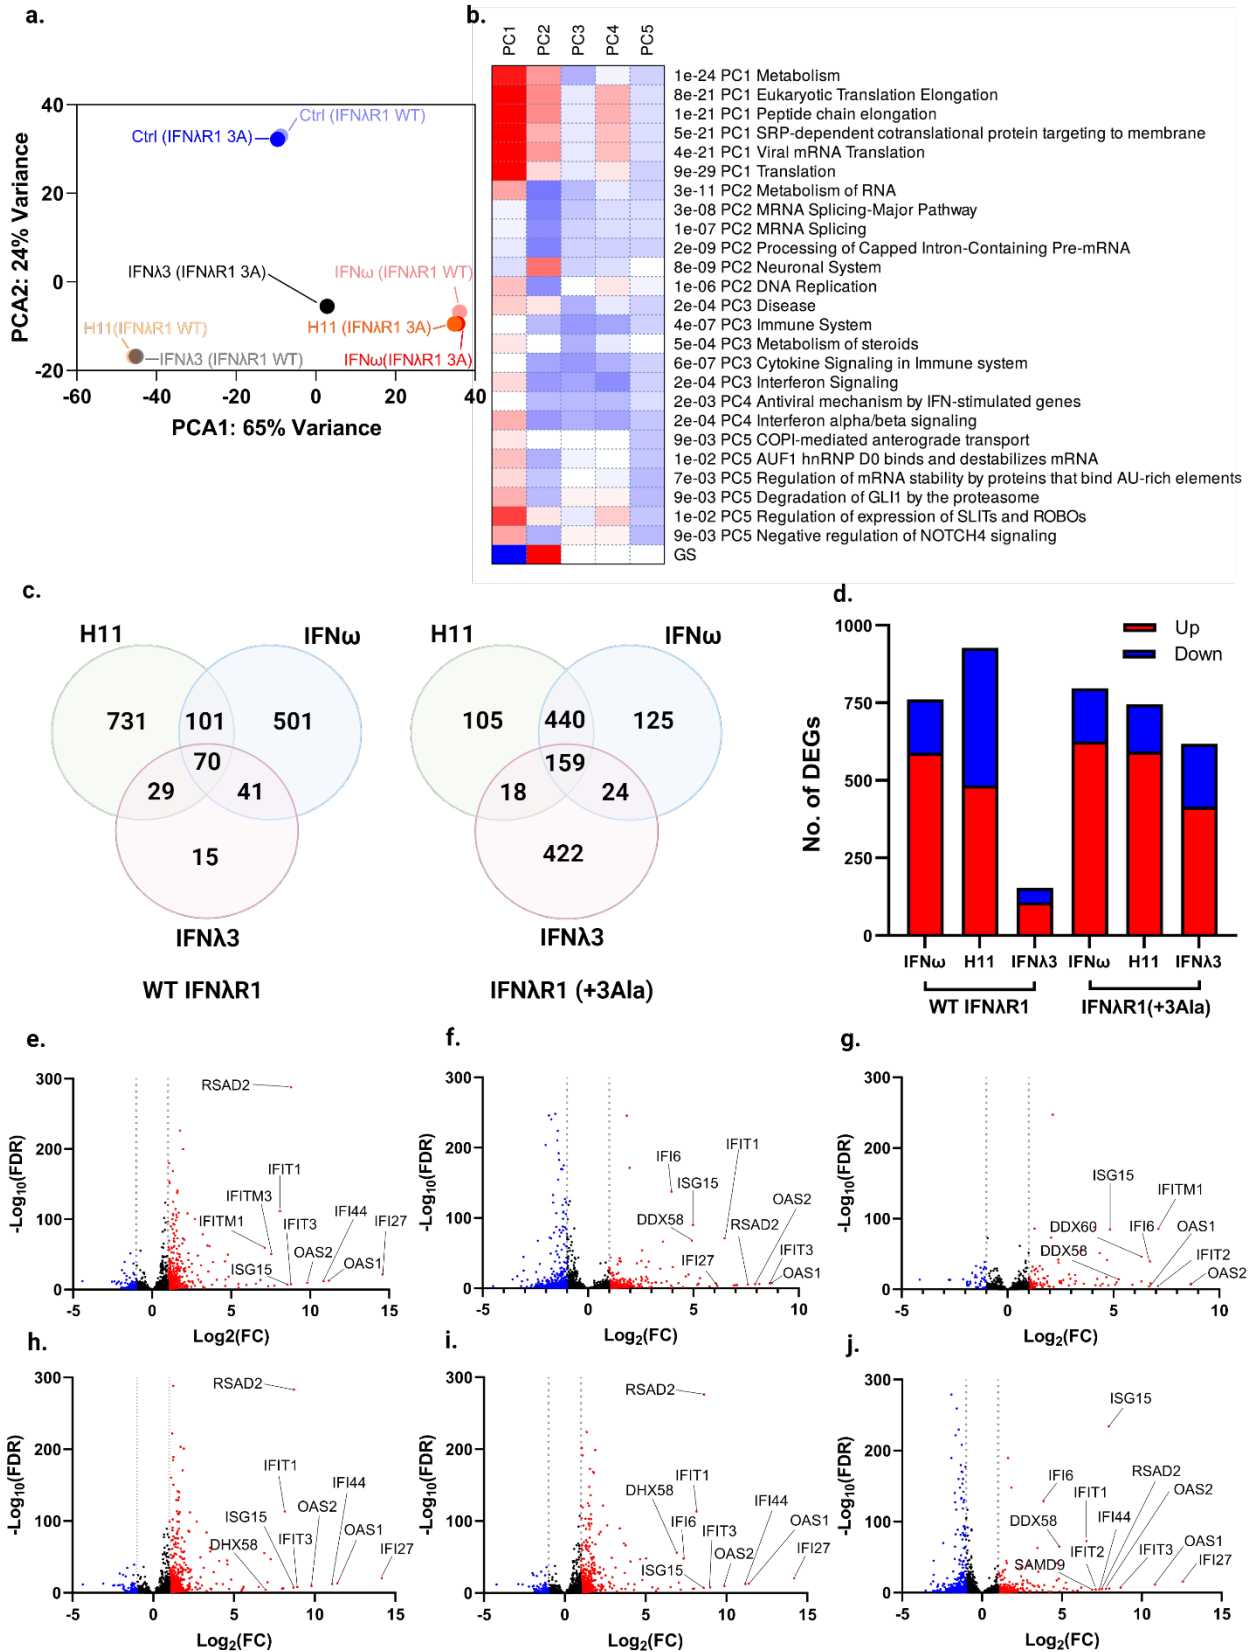 a.
PCA2: 24% Variance
40
20
0
-20
-60
-40
-20
0
20
40
PCA1: 65% Variance
Ctrl (IFNλR1 WT)
Ctrl (IFNλR1 3A)
IFNλ3 (IFNλR1 3A)
IFNω (IFNλR1 WT)
H11(IFNλR1 WT)
H11 (IFNλR1 3A)
IFNλ3 (IFNλR1 WT)
IFNω(IFNλR1 3A)
b.
PC1
PC2
PC3
PC4
PC5
1e-24 PC1 Metabolism
8e-21 PC1 Eukaryotic Translation Elongation
1e-21 PC1 Peptide chain elongation
5e-21 PC1 SRP-dependent cotranslational protein targeting to membrane
4e-21 PC1 Viral mRNA Translation
9e-29 PC1 Translation
3e-11 PC2 Metabolism of RNA
3e-08 PC2 MRNA Splicing-Major Pathway
1e-07 PC2 MRNA Splicing
2e-09 PC2 Processing of Capped Intron-Containing Pre-mRNA
8e-09 PC2 Neuronal System
1e-06 PC2 DNA Replication
2e-04 PC3 Disease
4e-07 PC3 Immune System
5e-04 PC3 Metabolism of steroids
6e-07 PC3 Cytokine Signaling in Immune system
2e-04 PC3 Interferon Signaling
2e-03 PC4 Antiviral mechanism by IFN-stimulated genes
2e-04 PC4 Interferon alpha/beta signaling
9e-03 PC5 COPI-mediated anterograde transport
1e-02 PC5 AUF1 hnRNP D0 binds and destabilizes mRNA
7e-03 PC5 Regulation of mRNA stability by proteins that bind AU-rich elements
9e-03 PC5 Degradation of GLI1 by the proteasome
1e-02 PC5 Regulation of expression of SLITs and ROBOs
9e-03 PC5 Negative regulation of NOTCH4 signaling
GS
c.
H11
IFNω
731
101
501
70
29
41
15
IFNλ3
WT IFNλR1
H11
IFNω
105
440
125
159
18
24
422
IFNλ3
IFNλR1 (+3Ala)
d.
No. of DEGs
1000
750
500
250
0
Up
Down
IFNω
H11
IFNλ3
IFNω
H11
IFNλ3
WT IFNλR1
IFNλR1(+3Ala)
e.
-Log10(FDR)
300
200
100
0
-5
0
5
10
15
Log2(FC)
RSAD2
IFIT1
IFITM3
IFITM1
IFIT3
IFI44
IFI27
OAS2
ISG15
OAS1
f.
-Log10(FDR)
300
200
100
0
-5
0
5
10
Log2(FC)
IFI6
IFIT1
ISG15
OAS2
DDX58
RSAD2
IFIT3
IFI27
OAS1
g.
-Log10(FDR)
300
200
100
0
-5
0
5
10
Log2(FC)
ISG15
IFITM1
DDX60
IFI6
OAS1
DDX58
IFIT2
OAS2
h.
-Log10(FDR)
300
200
100
0
-5
0
5
10
15
Log2(FC)
RSAD2
IFIT1
IFI44
OAS2
ISG15
OAS1
DHX58
IFIT3
IFI27
i.
-Log10(FDR)
300
200
100
0
-5
0
5
10
15
Log2(FC)
RSAD2
DHX58
IFIT1
IFI44
IFI6
IFIT3
OAS1
OAS2
IFI27
ISG15
j.
-Log10(FDR)
300
200
100
0
-5
0
5
10
15
Log2(FC)
ISG15
IFI6
RSAD2
IFIT1
OAS2
IFI44
DDX58
IFIT2
IFIT3
OAS1
SAMD9
IFI27